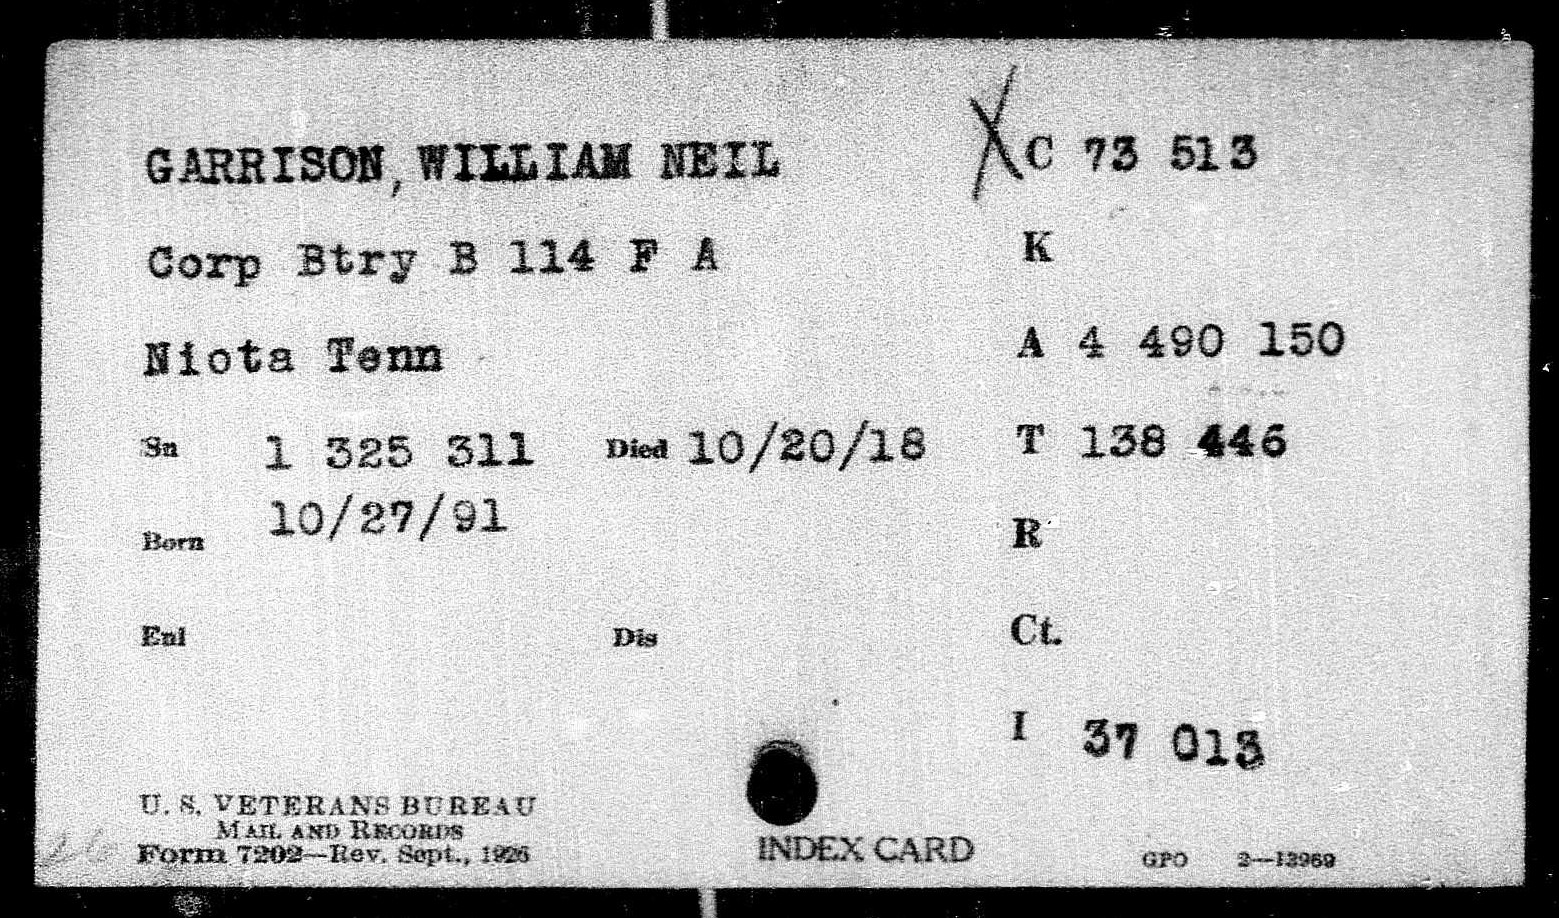 GARRISON, WILLIAM NEIL
XC 73 513
Corp Btry B 114 F A
K
Niota Tenn
A 4 490 150
Sn 1 325 311 Died 10/20/18
T 138 446
Born 10/27/91
R
Enl Dis
Ct.
I 37 013
U. S. VETERANS BUREAU
MAIL AND RECORDS
Form 7202—Rev. Sept., 1926
INDEX CARD
GPO 2—13969